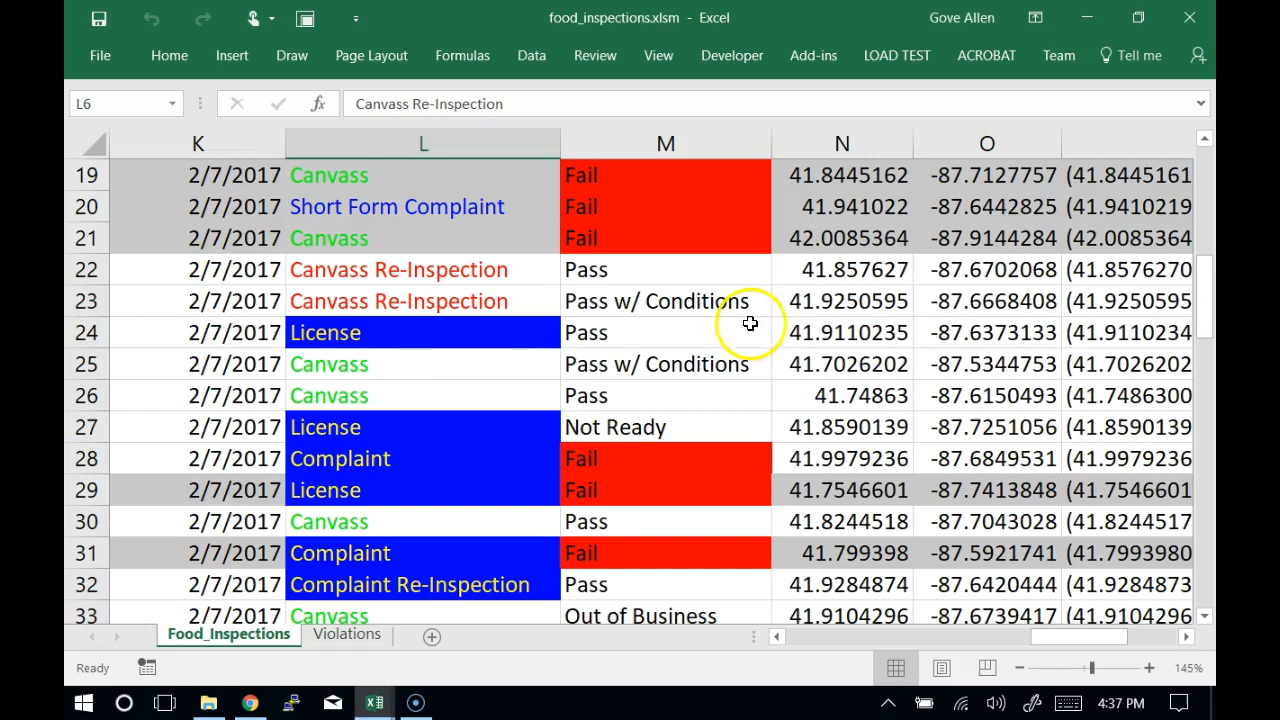 food_inspections.xlsm - Excel
Gove Allen
File Home Insert Draw Page Layout Formulas Data Review View Developer Add-ins LOAD TEST ACROBAT Team Tell me
L6 fx Canvass Re-Inspection
K L M N O
19 2/7/2017 Canvass Fail 41.8445162 -87.7127757 (41.8445161
20 2/7/2017 Short Form Complaint Fail 41.941022 -87.6442825 (41.9410219
21 2/7/2017 Canvass Fail 42.0085364 -87.9144284 (42.0085364
22 2/7/2017 Canvass Re-Inspection Pass 41.857627 -87.6702068 (41.8576270
23 2/7/2017 Canvass Re-Inspection Pass w/ Conditions 41.9250595 -87.6668408 (41.9250595
24 2/7/2017 License Pass 41.9110235 -87.6373133 (41.9110234
25 2/7/2017 Canvass Pass w/ Conditions 41.7026202 -87.5344753 (41.7026202
26 2/7/2017 Canvass Pass 41.74863 -87.6150493 (41.7486300
27 2/7/2017 License Not Ready 41.8590139 -87.7251056 (41.8590139
28 2/7/2017 Complaint Fail 41.9979236 -87.6849531 (41.9979236
29 2/7/2017 License Fail 41.7546601 -87.7413848 (41.7546601
30 2/7/2017 Canvass Pass 41.8244518 -87.7043028 (41.8244517
31 2/7/2017 Complaint Fail 41.799398 -87.5921741 (41.7993980
32 2/7/2017 Complaint Re-Inspection Pass 41.9284874 -87.6420444 (41.9284873
33 2/7/2017 Canvass Out of Business 41.9104296 -87.6739417 (41.9104296
Food_Inspections Violations
Ready 145%
4:37 PM